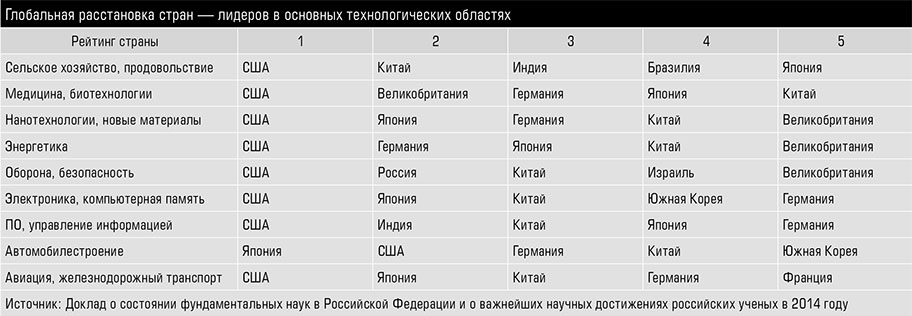 Глобальная расстановка стран — лидеров в основных технологических областях
Рейтинг страны 1 2 3 4 5
Сельское хозяйство, продовольствие США Китай Индия Бразилия Япония
Медицина, биотехнологии США Великобритания Германия Япония Китай
Нанотехнологии, новые материалы США Япония Германия Китай Великобритания
Энергетика США Германия Япония Китай Великобритания
Оборона, безопасность США Россия Китай Израиль Великобритания
Электроника, компьютерная память США Япония Китай Южная Корея Германия
ПО, управление информацией США Индия Китай Япония Германия
Автомобилестроение Япония США Германия Китай Южная Корея
Авиация, железнодорожный транспорт США Япония Китай Германия Франция
Источник: Доклад о состоянии фундаментальных наук в Российской Федерации и о важнейших научных достижениях российских ученых в 2014 году